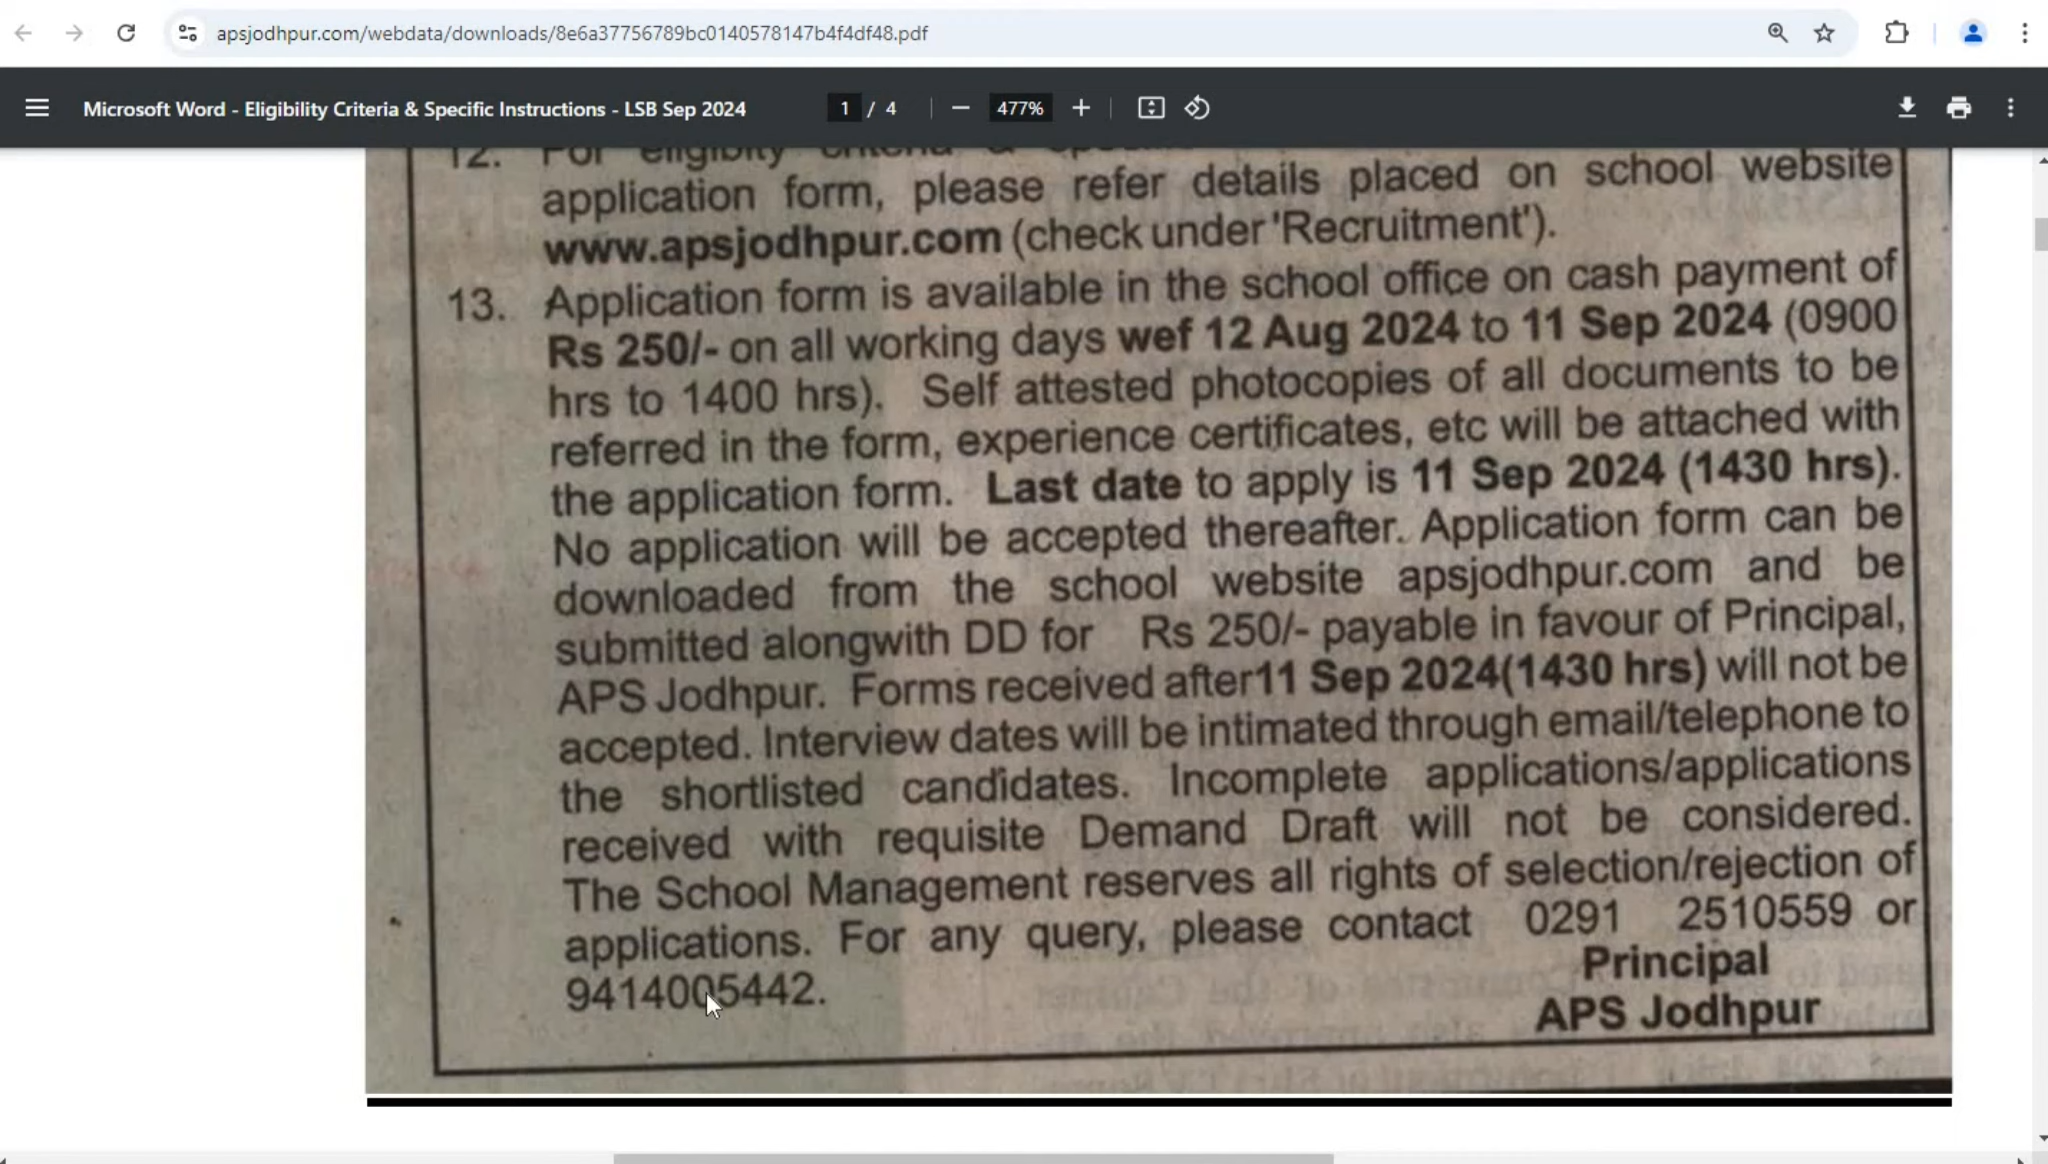 apsjodhpur.com/webdata/downloads/8e6a37756789bc0140578147b4f4df48.pdf
Microsoft Word - Eligibility Criteria & Specific Instructions - LSB Sep 2024
1 / 4
477%
12. For eligibity criteria &
application form, please refer details placed on school website
www.apsjodhpur.com (check under 'Recruitment').
13. Application form is available in the school office on cash payment of
Rs 250/- on all working days wef 12 Aug 2024 to 11 Sep 2024 (0900
hrs to 1400 hrs). Self attested photocopies of all documents to be
referred in the form, experience certificates, etc will be attached with
the application form. Last date to apply is 11 Sep 2024 (1430 hrs).
No application will be accepted thereafter. Application form can be
downloaded from the school website apsjodhpur.com and be
submitted alongwith DD for Rs 250/- payable in favour of Principal,
APS Jodhpur. Forms received after11 Sep 2024(1430 hrs) will not be
accepted. Interview dates will be intimated through email/telephone to
the shortlisted candidates. Incomplete applications/applications
received with requisite Demand Draft will not be considered.
The School Management reserves all rights of selection/rejection of
applications. For any query, please contact 0291 2510559 or
9414005442.
Principal
APS Jodhpur